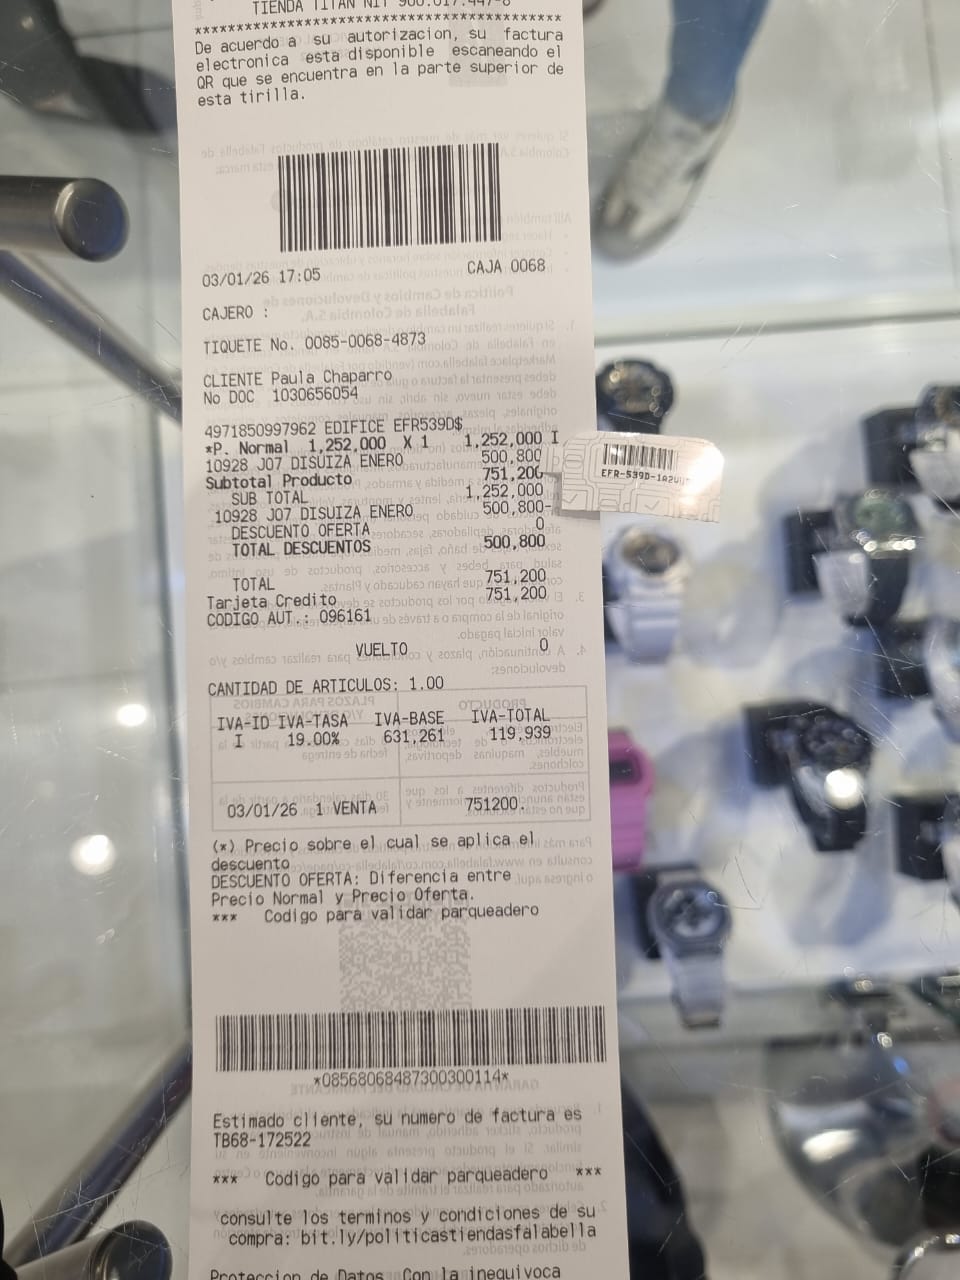 TIENDA TITAN NIT 900.017.447-8
****************************************
De acuerdo a su autorizacion, su factura
electronica esta disponible escaneando el
QR que se encuentra en la parte superior de
esta tirilla.
03/01/26 17:05 CAJA 0068
CAJERO :
TIQUETE No. 0085-0068-4873
CLIENTE Paula Chaparro
No DOC 1030656054
4971850997962 EDIFICE EFR539D$
*P. Normal 1,252,000 X 1 1,252,000 I
10928 J07 DISUIZA ENERO 500,800
Subtotal Producto 751,200
SUB TOTAL 1,252,000
10928 J07 DISUIZA ENERO 500,800-
DESCUENTO OFERTA 0
TOTAL DESCUENTOS 500,800
TOTAL 751,200
Tarjeta Credito 751,200
CODIGO AUT.: 096161
VUELTO 0
CANTIDAD DE ARTICULOS: 1.00
IVA-ID IVA-TASA IVA-BASE IVA-TOTAL
I 19.00% 631,261 119,939
03/01/26 1 VENTA 751200.
(*) Precio sobre el cual se aplica el
descuento
DESCUENTO OFERTA: Diferencia entre
Precio Normal y Precio Oferta.
*** Codigo para validar parqueadero
*08568068487300300114*
Estimado cliente, su numero de factura es
TB68-172522
*** Codigo para validar parqueadero ***
consulte los terminos y condiciones de su
compra: bit.ly/politicastiendasfalabella
Proteccion de Datos. Con la inequivoca